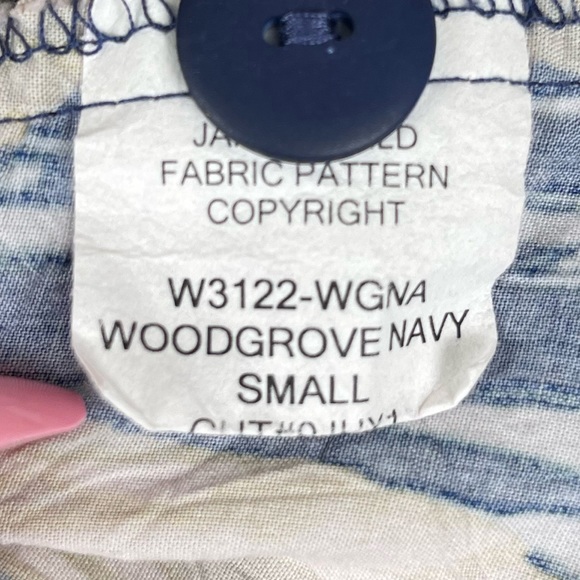 FABRIC PATTERN
COPYRIGHT
W3122-WGNA
WOODGROVE NAVY
SMALL